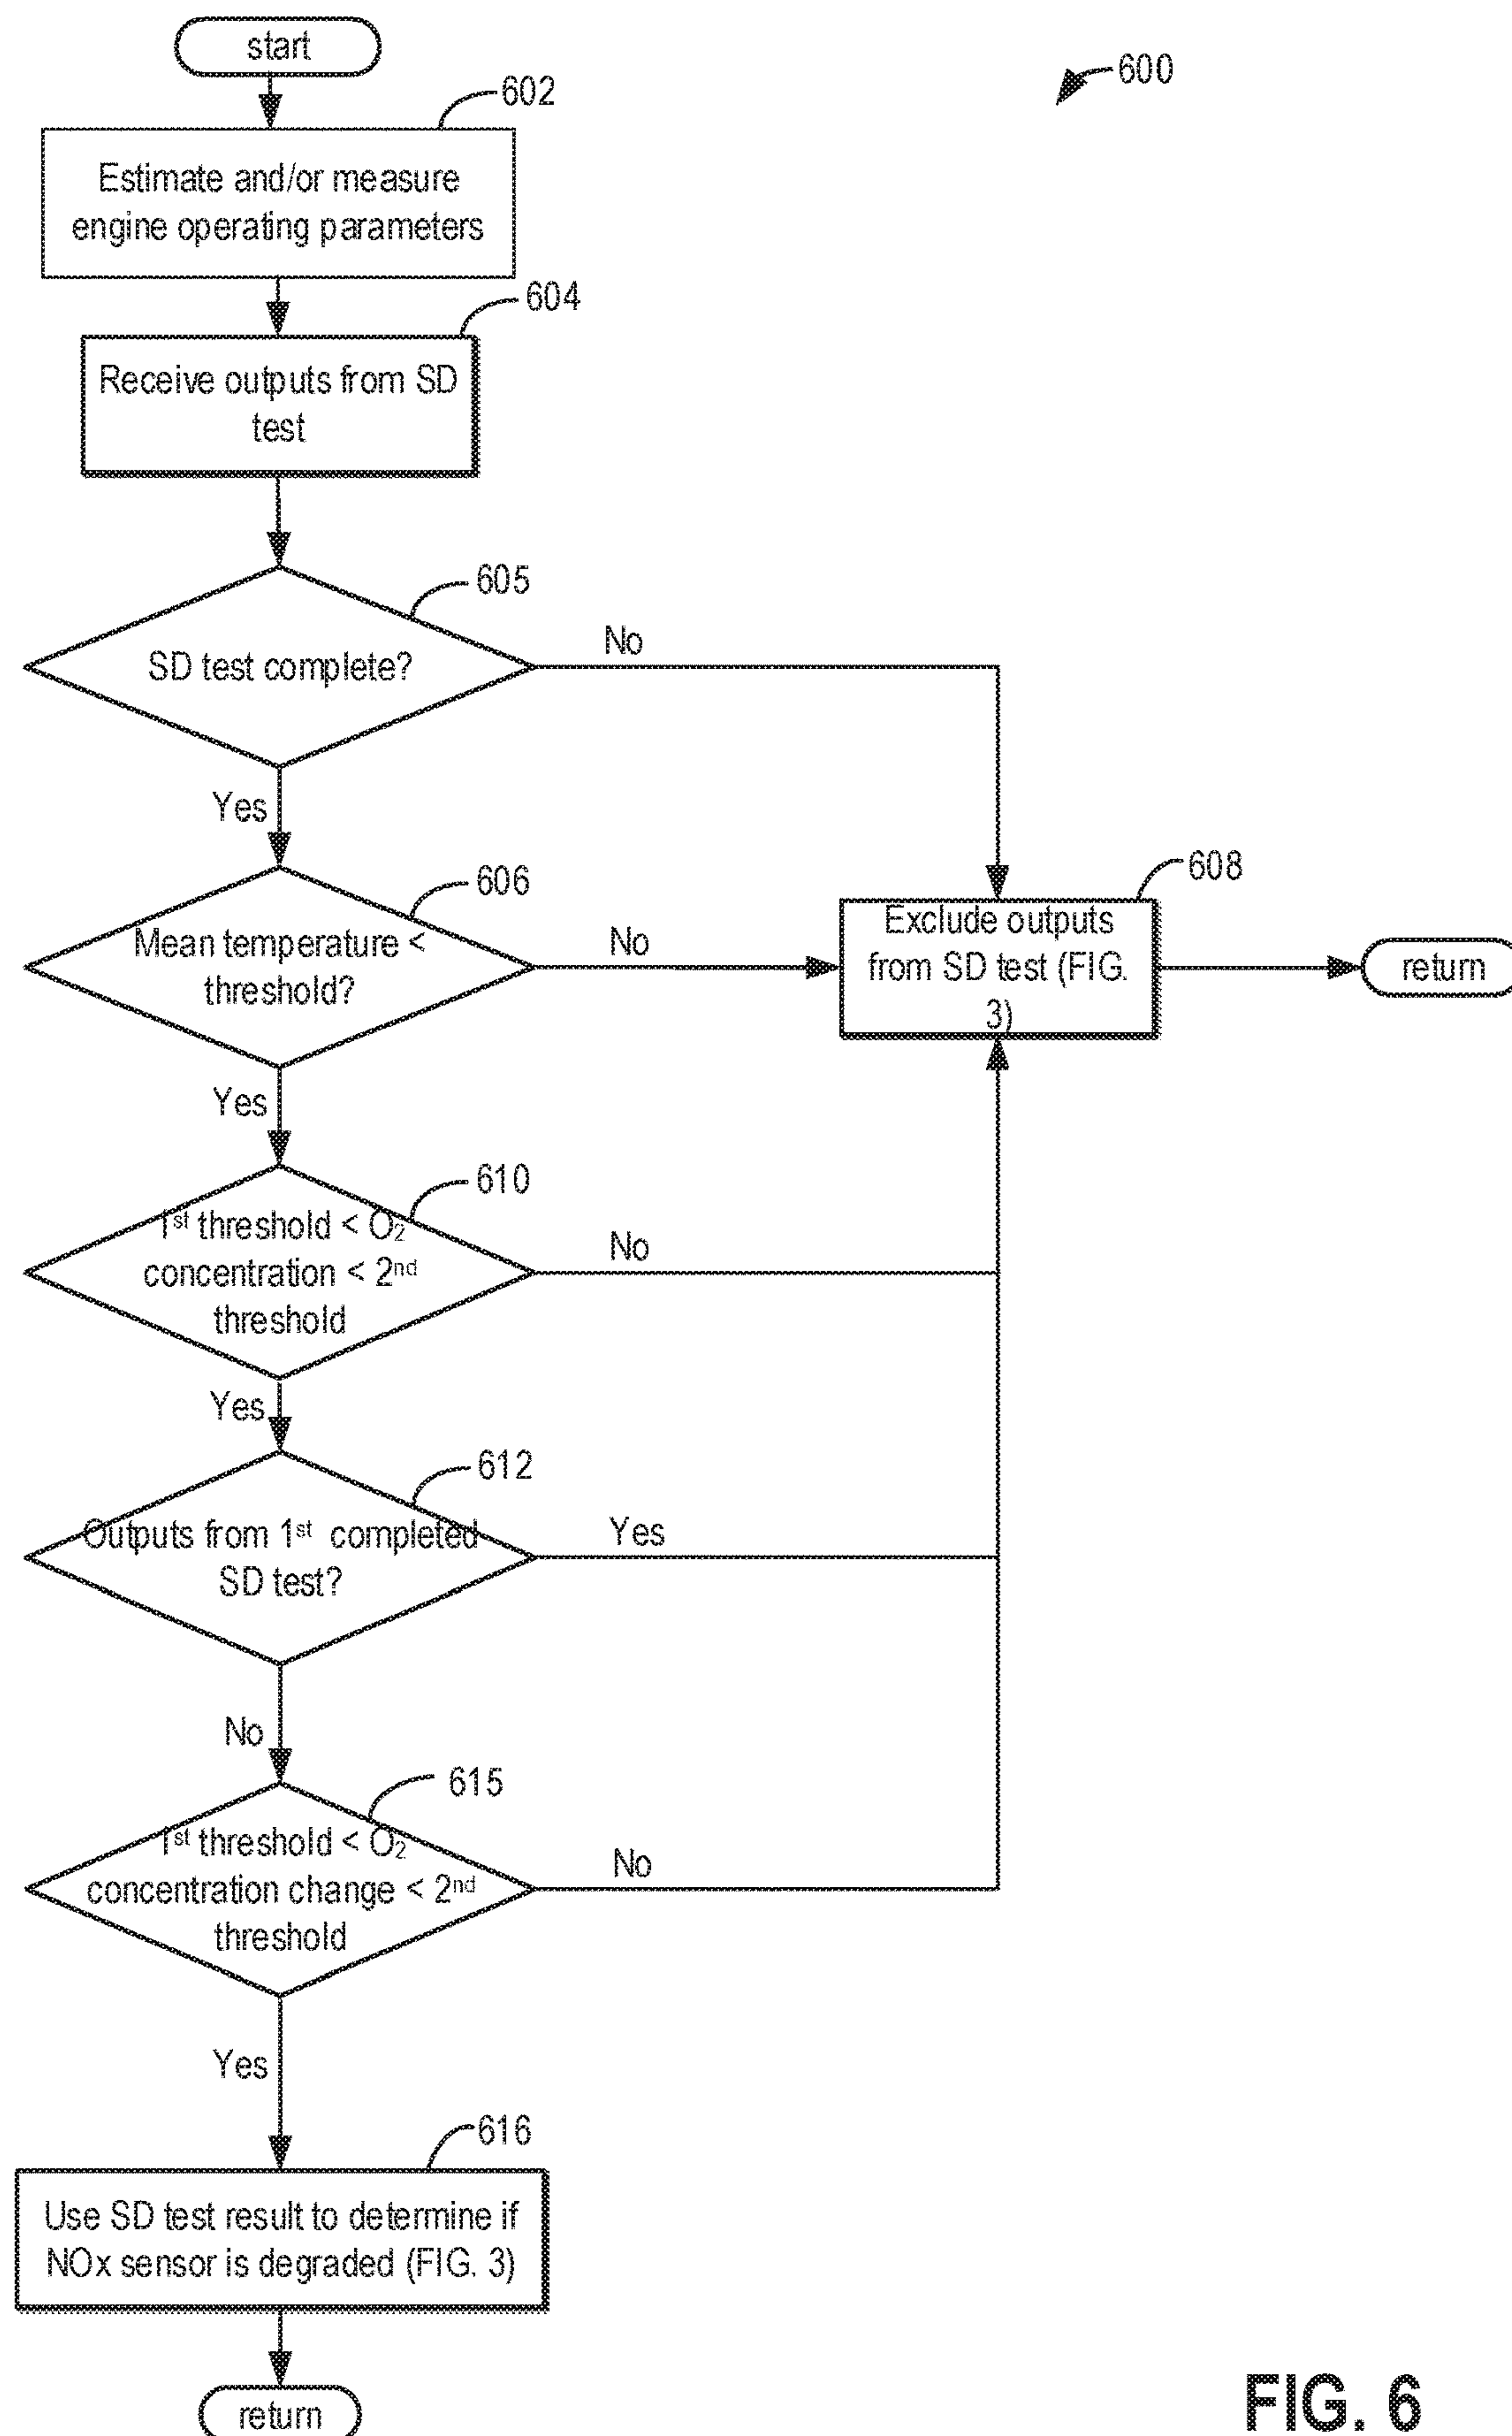 start
600
602
Estimate and/or measure
engine operating parameters
604
Receive outputs from SD
test
605
SD test complete?
No
Yes
606
Mean temperature <
threshold?
No
608
Exclude outputs
from SD test (FIG.
3)
return
Yes
610
1st threshold < O2
concentration < 2nd
threshold
No
Yes
612
Outputs from 1st completed
SD test?
Yes
No
615
1st threshold < O2
concentration change < 2nd
threshold
No
Yes
616
Use SD test result to determine if
NOx sensor is degraded (FIG. 3)
return
FIG. 6